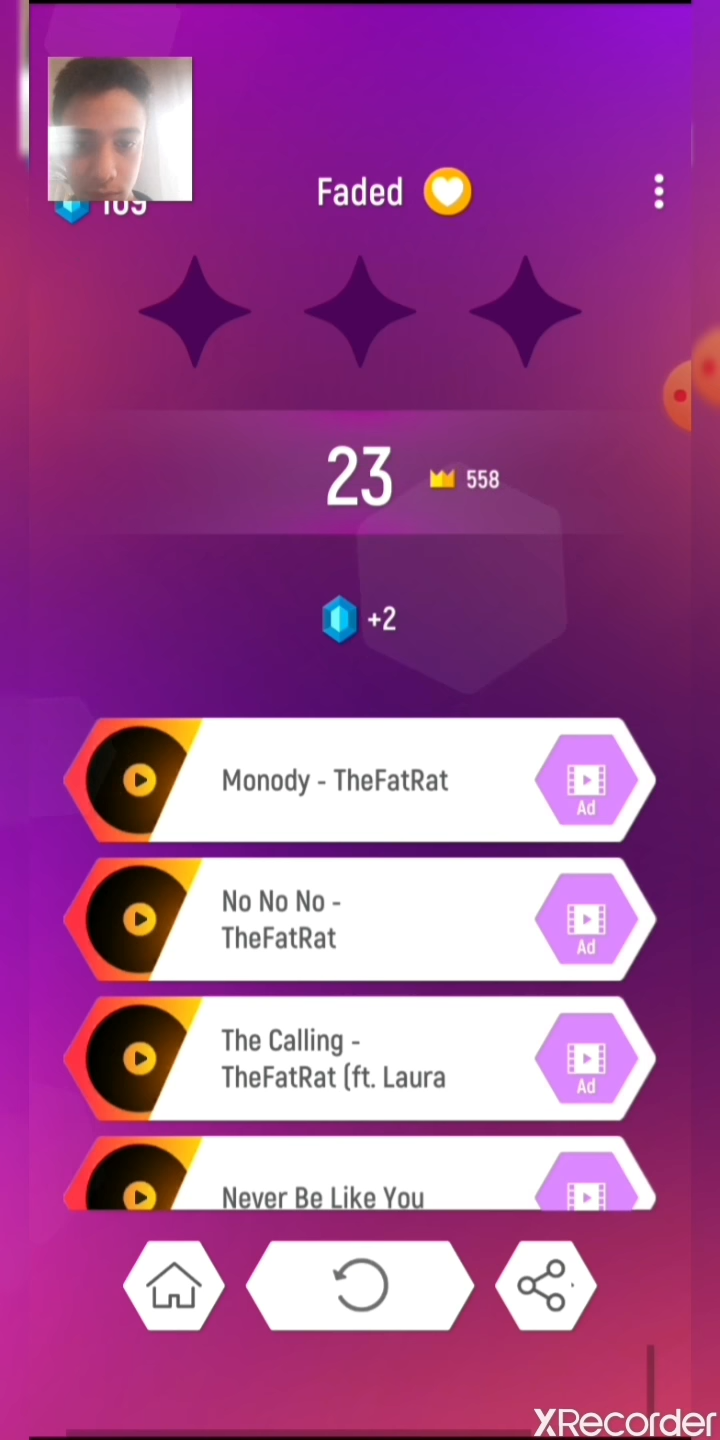 109
Faded
23
558
+2
Monody - TheFatRat
Ad
No No No -
TheFatRat
Ad
The Calling -
TheFatRat (ft. Laura
Ad
Never Be Like You
XRecorder